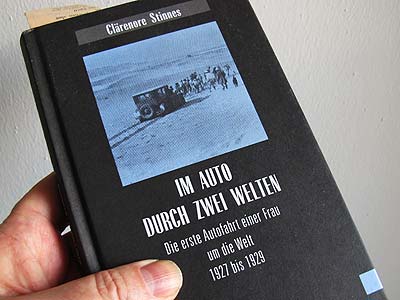 Clärenore Stinnes
IM AUTO
DURCH ZWEI WELTEN
Die erste Autofahrt einer Frau
um die Welt
1927 bis 1929